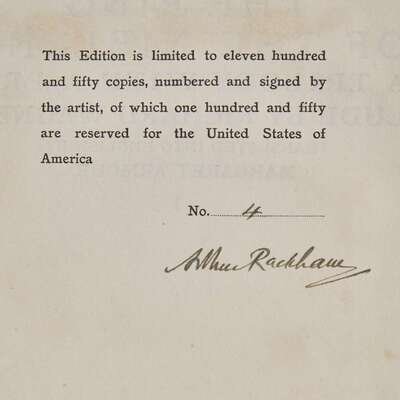 This Edition is limited to eleven hundred
and fifty copies, numbered and signed by
the artist, of which one hundred and fifty
are reserved for the United States of
America
No. 4
Arthur Rackham